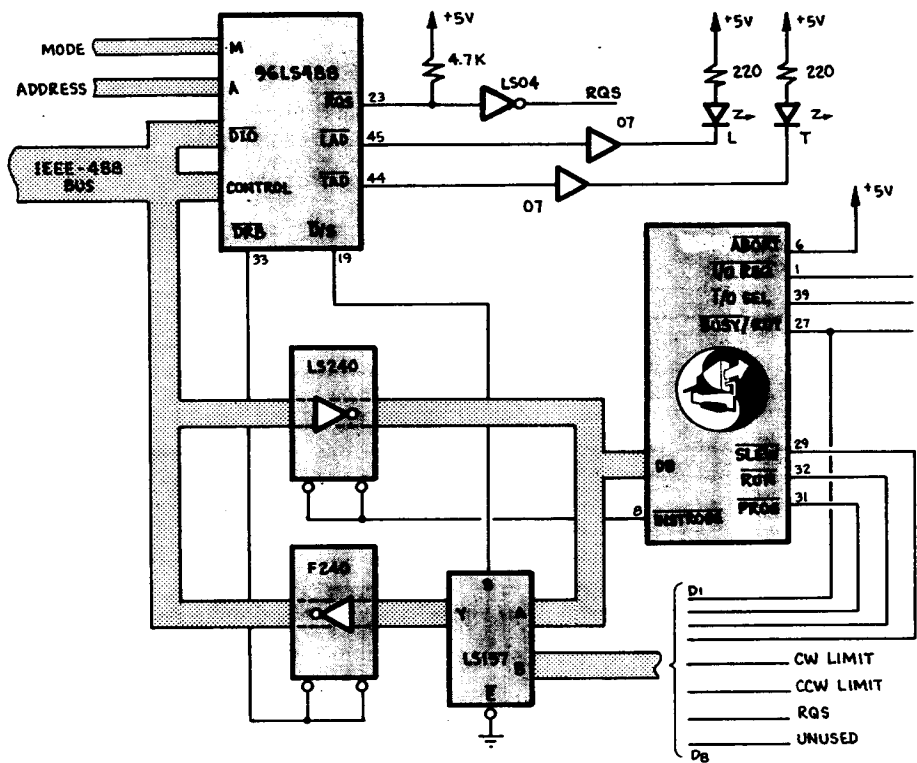 +5V
+5V
+5V
MODE
M
96LS488
4.7K
220
220
ADDRESS
A
LS04
RQS
RQS
23
DIO
LAD
45
07
L
T
IEEE-488
BUS
CONTROL
TAD
44
07
+5V
DRB
D/S
33
19
ABORT
6
I/O REQ
1
I/O SEL
39
BUSY/RDY
27
LS240
SLEW
29
DB
RUN
32
PROG
31
8
INSTROBE
F240
S
D1
Y
A
LS157
B
E
CW LIMIT
CCW LIMIT
RQS
UNUSED
D8